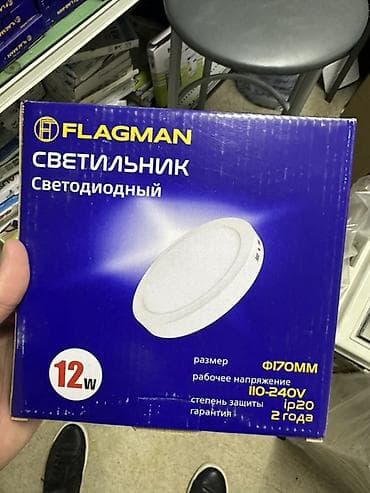 FLAGMAN
СВЕТИЛЬНИК
Светодиодный
12w
размер Ф170ММ
рабочее напряжение
110-240V
степень защиты ip20
гарантия 2 года